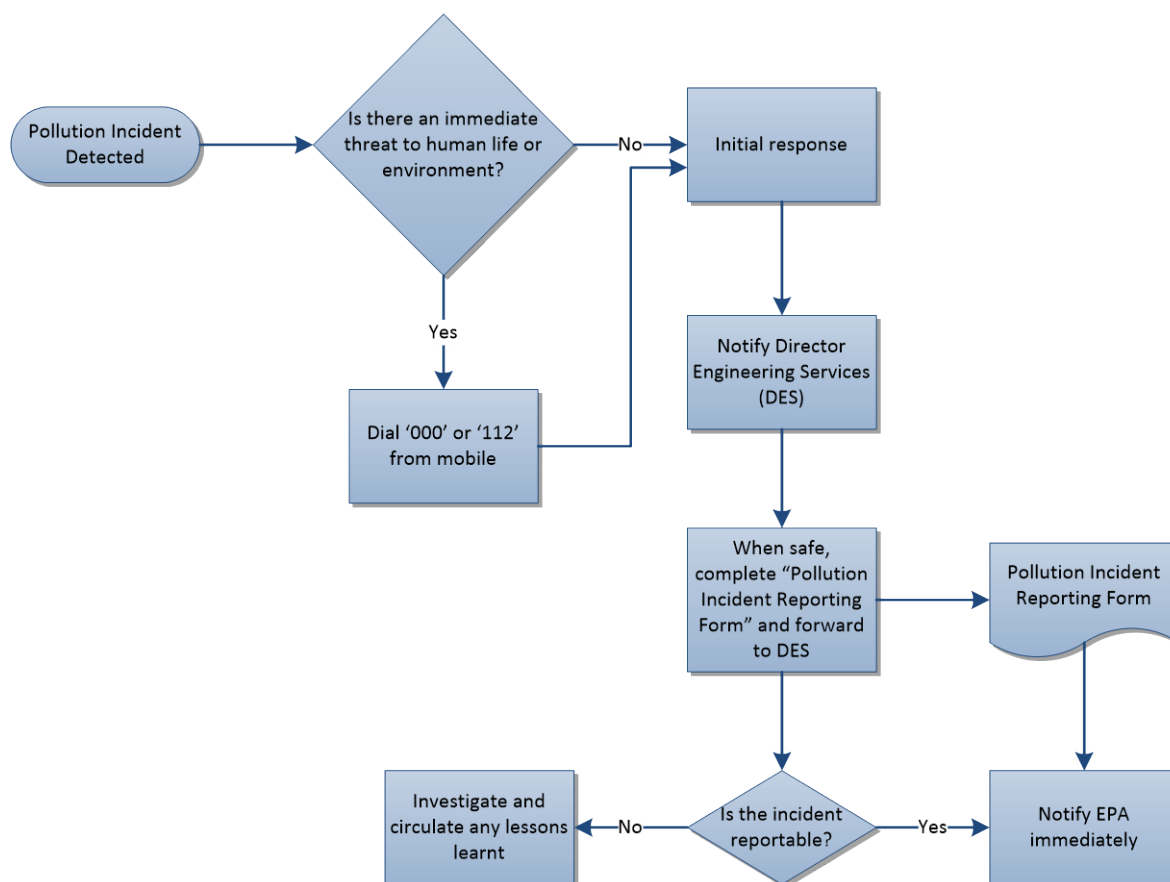 Pollution Incident
Detected
Is there an immediate
threat to human life or
environment?
No
Initial response
Yes
Dial ‘000’ or ‘112’
from mobile
Notify Director
Engineering Services
(DES)
When safe,
complete “Pollution
Incident Reporting
Form” and forward
to DES
Pollution Incident
Reporting Form
Is the incident
reportable?
No
Investigate and
circulate any lessons
learnt
Yes
Notify EPA
immediately